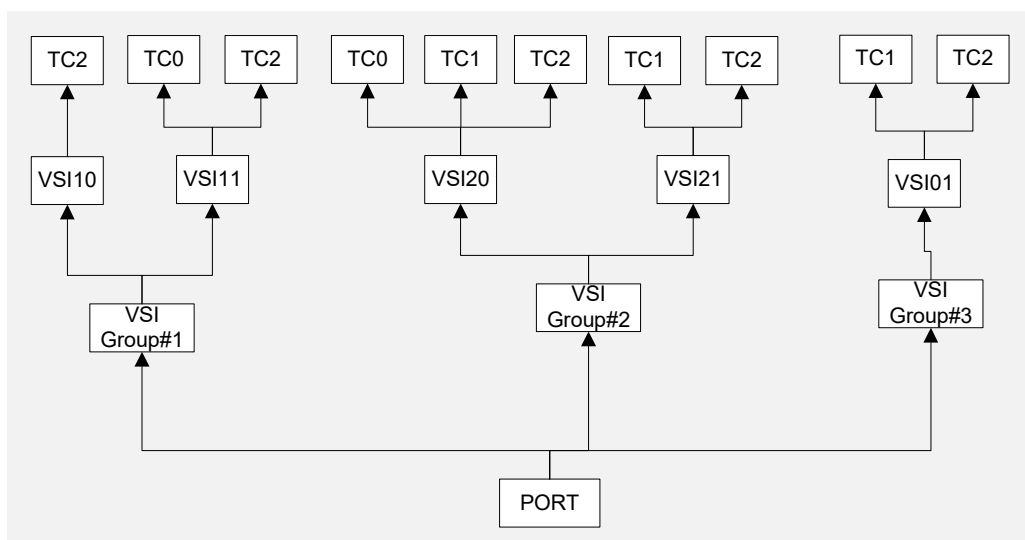 TC2
TC0
TC2
TC0
TC1
TC2
TC1
TC2
TC1
TC2
VSI10
VSI11
VSI20
VSI21
VSI01
VSI
Group#1
VSI
Group#2
VSI
Group#3
PORT